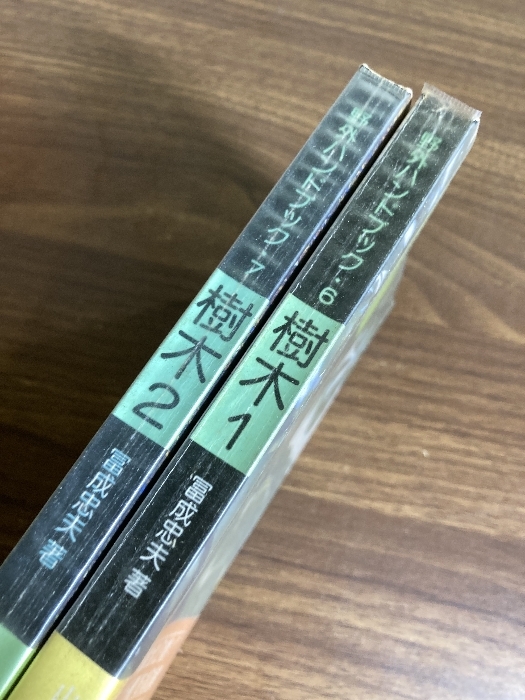 野外ハンドブック・7
樹木2
冨成忠夫 著
野外ハンドブック・6
樹木1
冨成忠夫 著
山